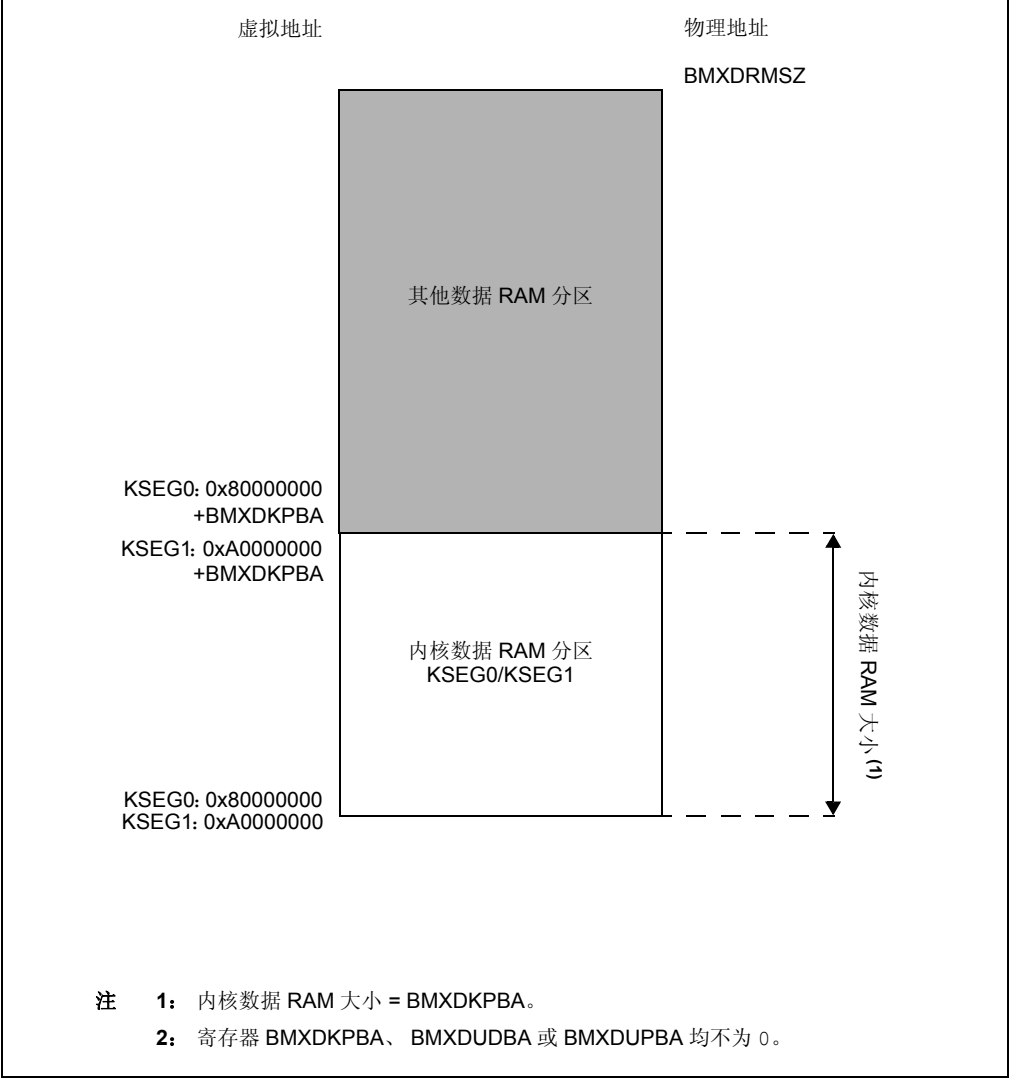 虚拟地址
物理地址
BMXDRMSZ
其他数据 RAM 分区
KSEG0: 0x80000000
+BMXDKPBA
KSEG1: 0xA0000000
+BMXDKPBA
内核数据 RAM 分区
KSEG0/KSEG1
内核数据 RAM 大小(1)
KSEG0: 0x80000000
KSEG1: 0xA0000000
注 1： 内核数据 RAM 大小 = BMXDKPBA。
2： 寄存器 BMXDKPBA、 BMXDUDBA 或 BMXDUPBA 均不为 0。